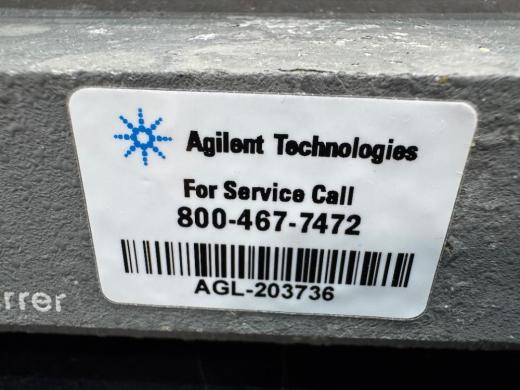 Agilent Technologies
For Service Call
800-467-7472
AGL-203736